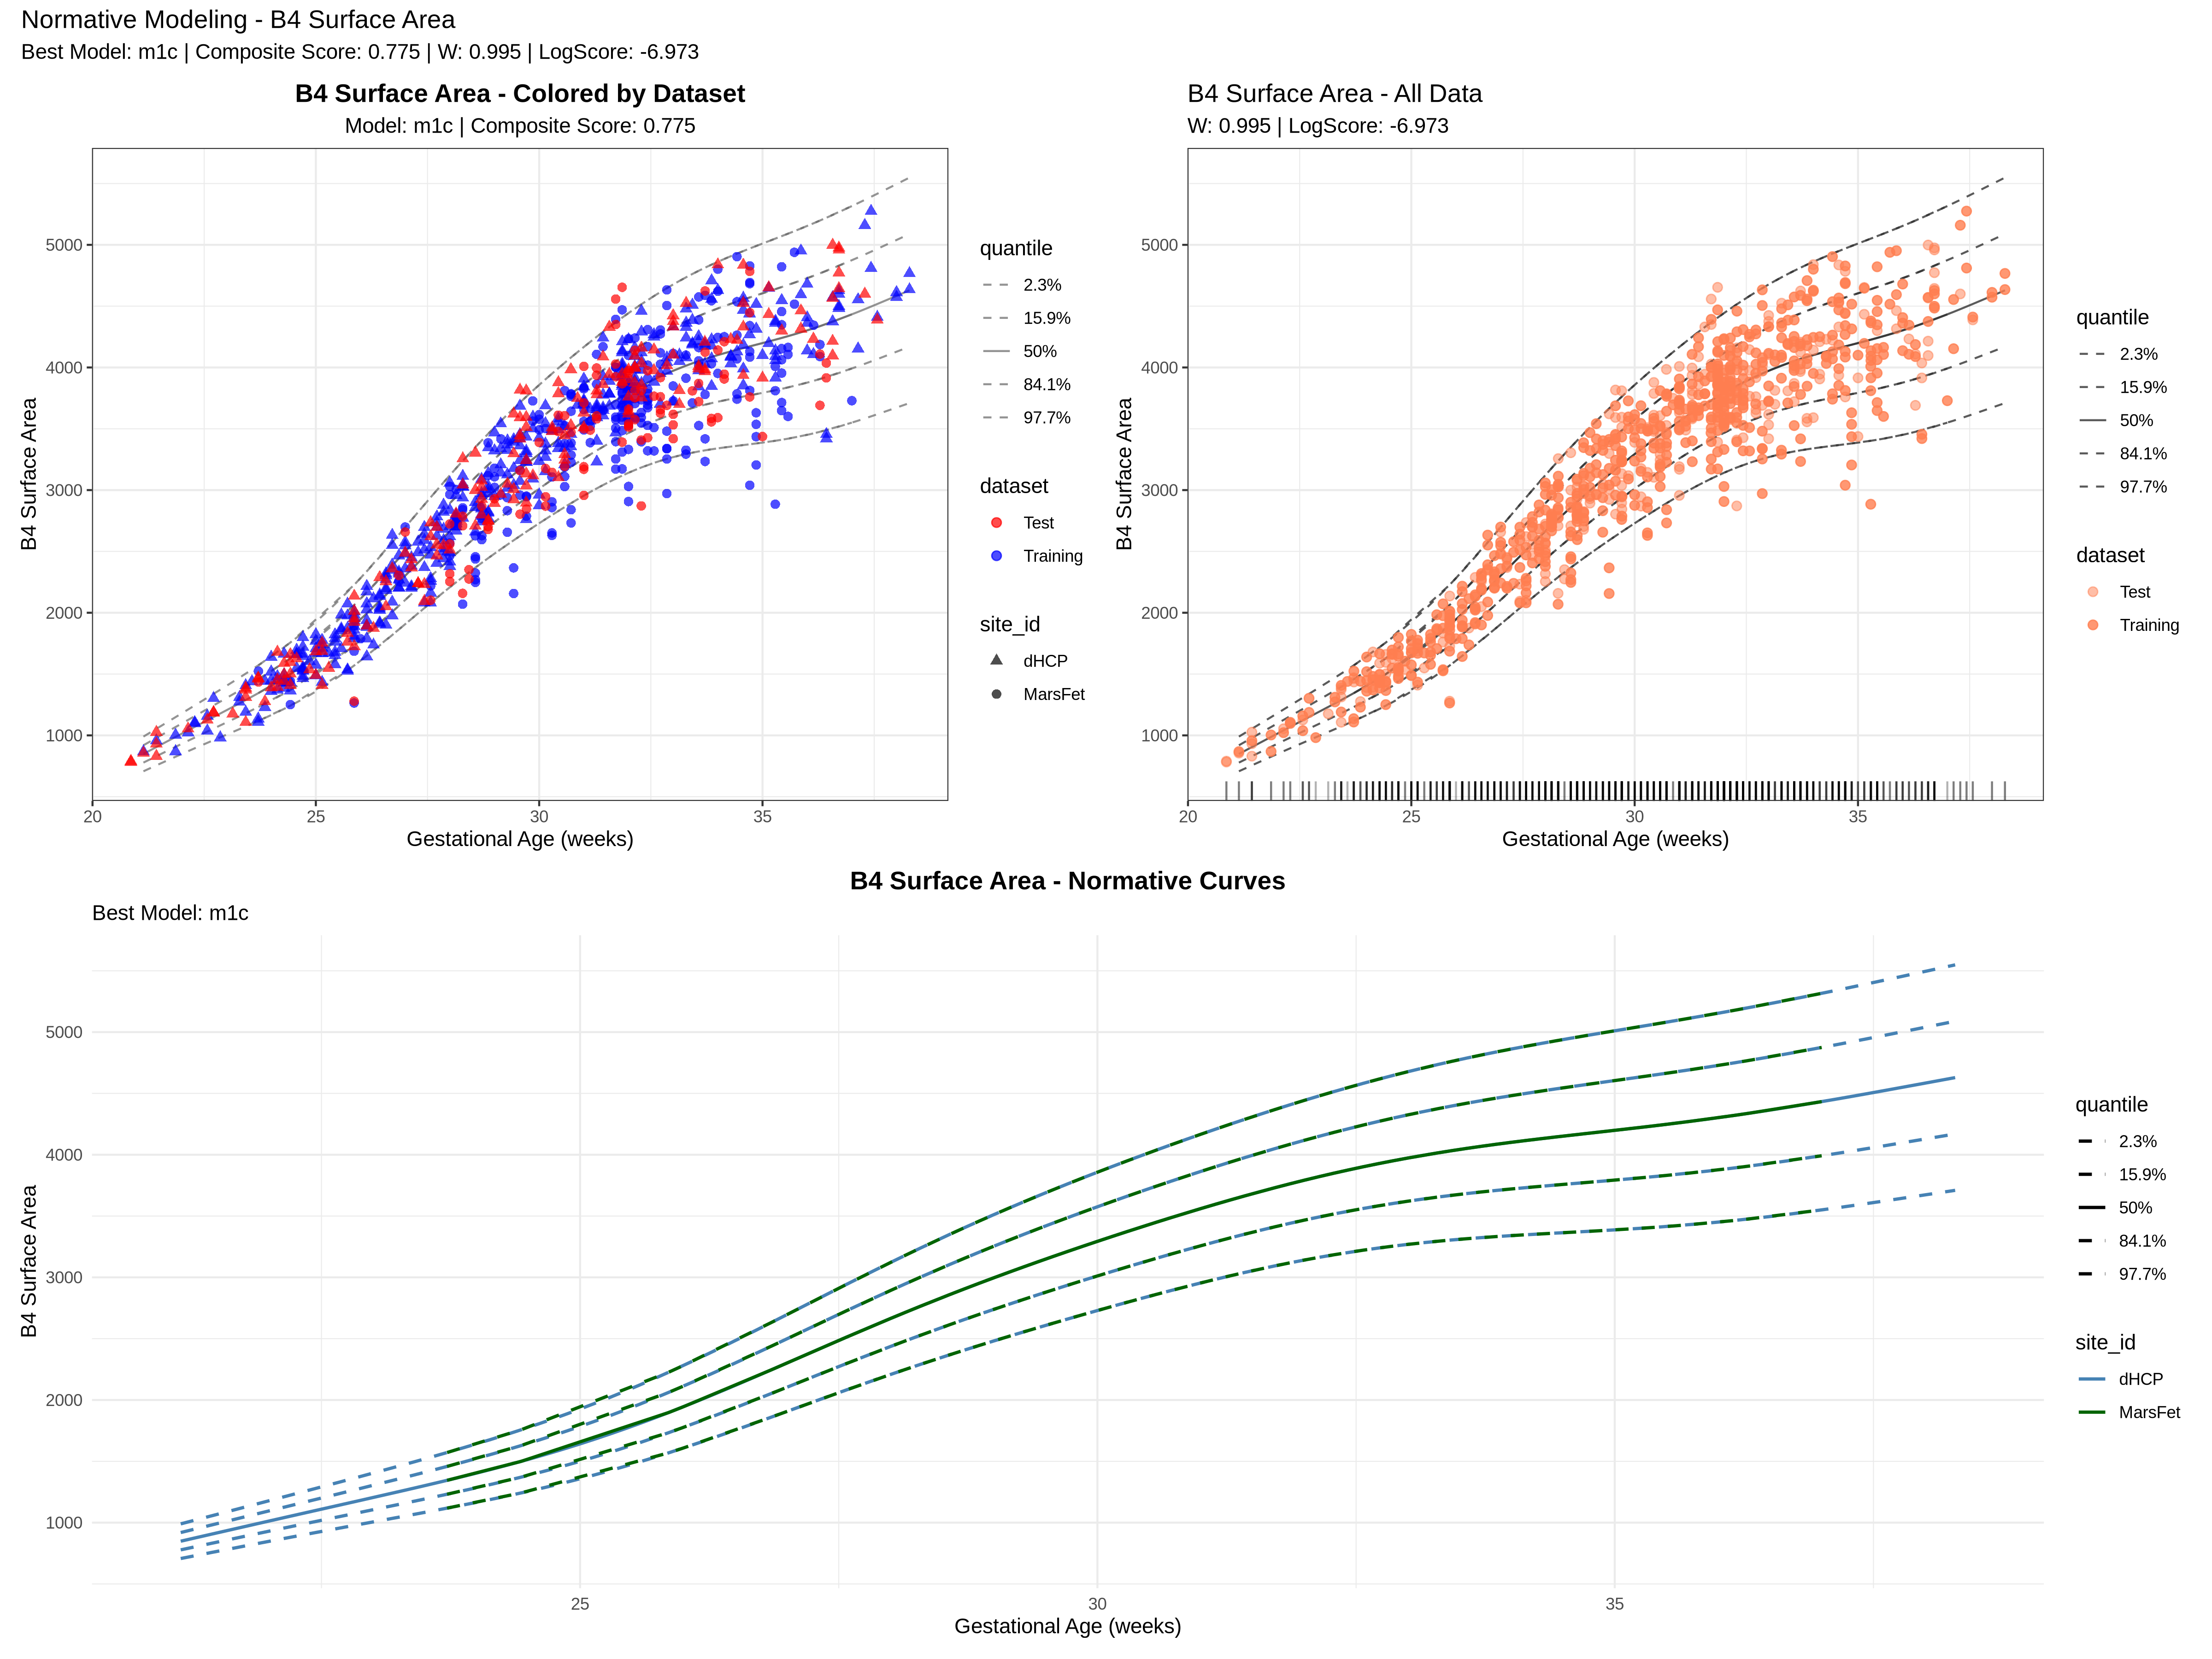 Normative Modeling - B4 Surface Area
Best Model: m1c | Composite Score: 0.775 | W: 0.995 | LogScore: -6.973
B4 Surface Area - Colored by Dataset
Model: m1c | Composite Score: 0.775
B4 Surface Area
5000
4000
3000
2000
1000
20
25
30
35
Gestational Age (weeks)
quantile
2.3%
15.9%
50%
84.1%
97.7%
dataset
Test
Training
site_id
dHCP
MarsFet
B4 Surface Area - All Data
W: 0.995 | LogScore: -6.973
B4 Surface Area
5000
4000
3000
2000
1000
20
25
30
35
Gestational Age (weeks)
quantile
2.3%
15.9%
50%
84.1%
97.7%
dataset
Test
Training
B4 Surface Area - Normative Curves
Best Model: m1c
B4 Surface Area
5000
4000
3000
2000
1000
25
30
35
Gestational Age (weeks)
quantile
2.3%
15.9%
50%
84.1%
97.7%
site_id
dHCP
MarsFet